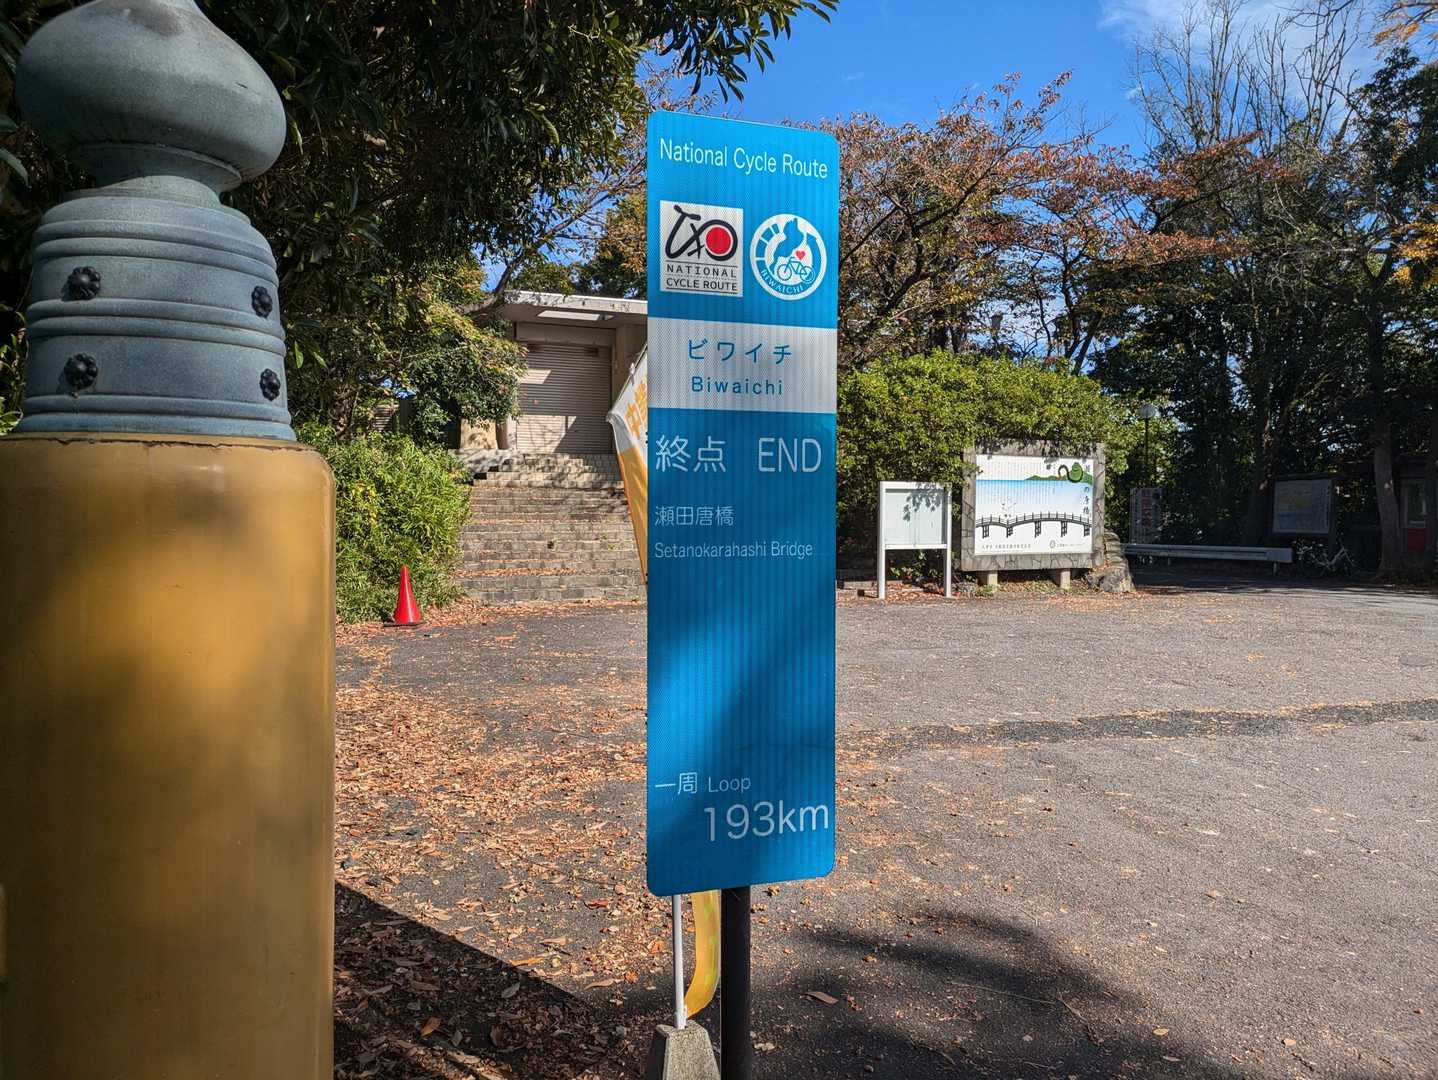 National Cycle Route
NATIONAL
CYCLE ROUTE
BIWAICHI
ビワイチ
Biwaichi
終点 END
瀬田唐橋
Setanokarahashi Bridge
一周 Loop
193km